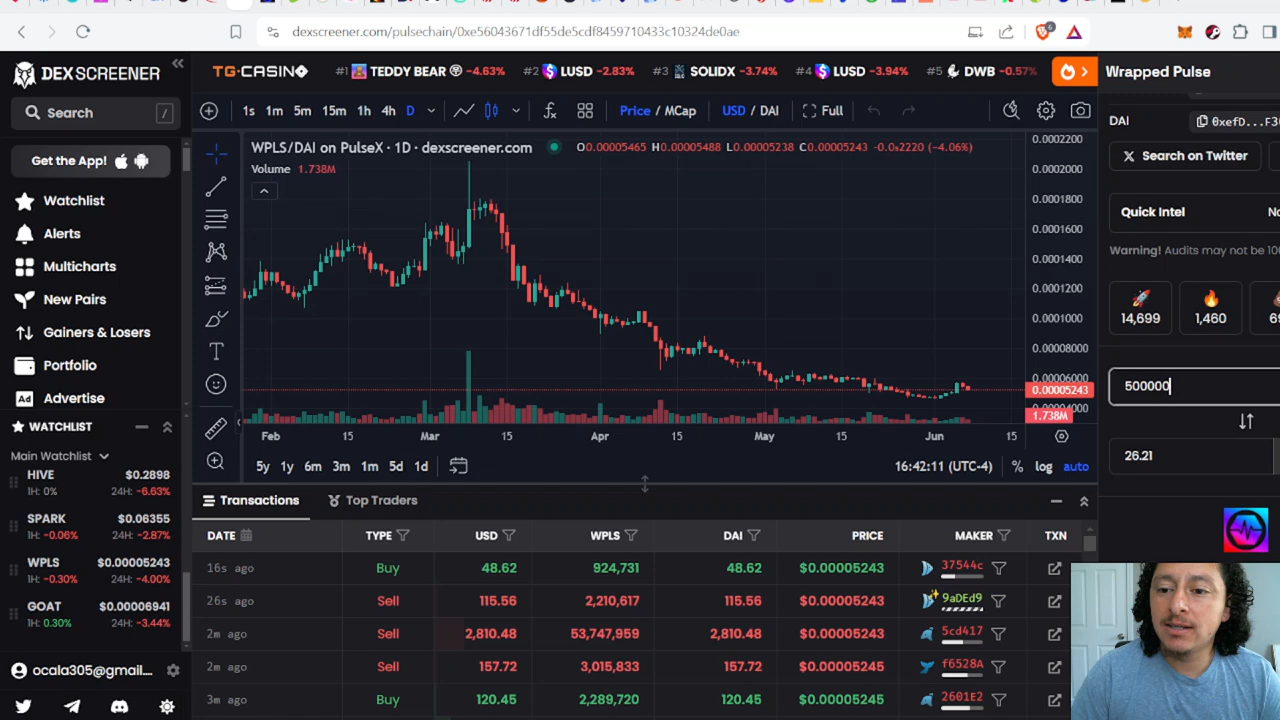 dexscreener.com/pulsechain/0xe56043671df55de5cdf8459710433c10324de0ae
4
DEX SCREENER
Search
/
Get the App!
Watchlist
Alerts
Multicharts
New Pairs
Gainers & Losers
Portfolio
Ad Advertise
WATCHLIST
Main Watchlist
HIVE $0.2898
1H: 0% 24H: -6.63%
SPARK $0.06355
1H: -0.06% 24H: -2.87%
WPLS $0.00005243
1H: -0.30% 24H: -4.00%
GOAT $0.00006941
1H: 0.30% 24H: -3.44%
ocala305@gmail....
TG.CASINO #1 TEDDY BEAR -4.63% #2 LUSD -2.83% #3 SOLIDX -3.74% #4 LUSD -3.94% #5 DWB -0.57%
1s 1m 5m 15m 1h 4h D Price / MCap USD / DAI Full
WPLS/DAI on PulseX · 1D · dexscreener.com O0.00005465 H0.00005488 L0.00005238 C0.00005243 -0.0₅2220 (-4.06%)
Volume 1.738M
0.0002200
0.0002000
0.0001800
0.0001600
0.0001400
0.0001200
0.0001000
0.00008000
0.00006000
0.00005243
0.00004000
1.738M
Feb 15 Mar 15 Apr 15 May 15 Jun 15
5y 1y 6m 3m 1m 5d 1d 16:42:11 (UTC-4) % log auto
Transactions Top Traders
DATE TYPE USD WPLS DAI PRICE MAKER TXN
16s ago Buy 48.62 924,731 48.62 $0.00005243 37544c
26s ago Sell 115.56 2,210,617 115.56 $0.00005243 9aDEd9
2m ago Sell 2,810.48 53,747,959 2,810.48 $0.00005243 5cd417
2m ago Sell 157.72 3,015,833 157.72 $0.00005245 f6528A
3m ago Buy 120.45 2,289,720 120.45 $0.00005245 2601E2
Wrapped Pulse
DAI 0xefD...F3
Search on Twitter
Quick Intel No
Warning! Audits may not be 10
14,699 1,460
500000
26.21